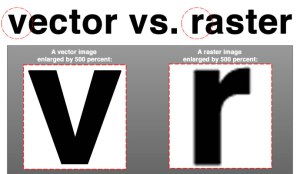 vector vs. raster
A vector image
enlarged by 500 percent:
A raster image
enlarged by 500 percent:
v
r